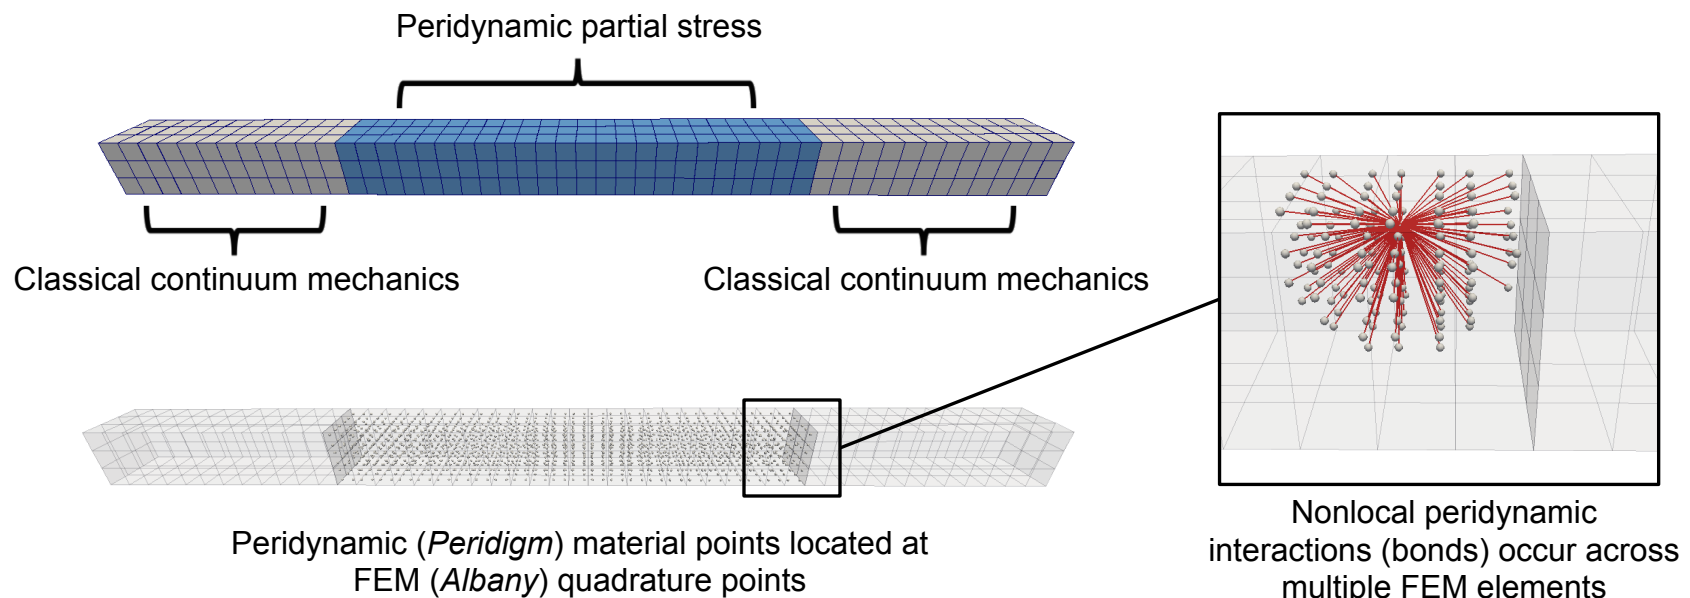 Peridynamic partial stress
Classical continuum mechanics
Classical continuum mechanics
Peridynamic (Peridigm) material points located at
FEM (Albany) quadrature points
Nonlocal peridynamic
interactions (bonds) occur across
multiple FEM elements